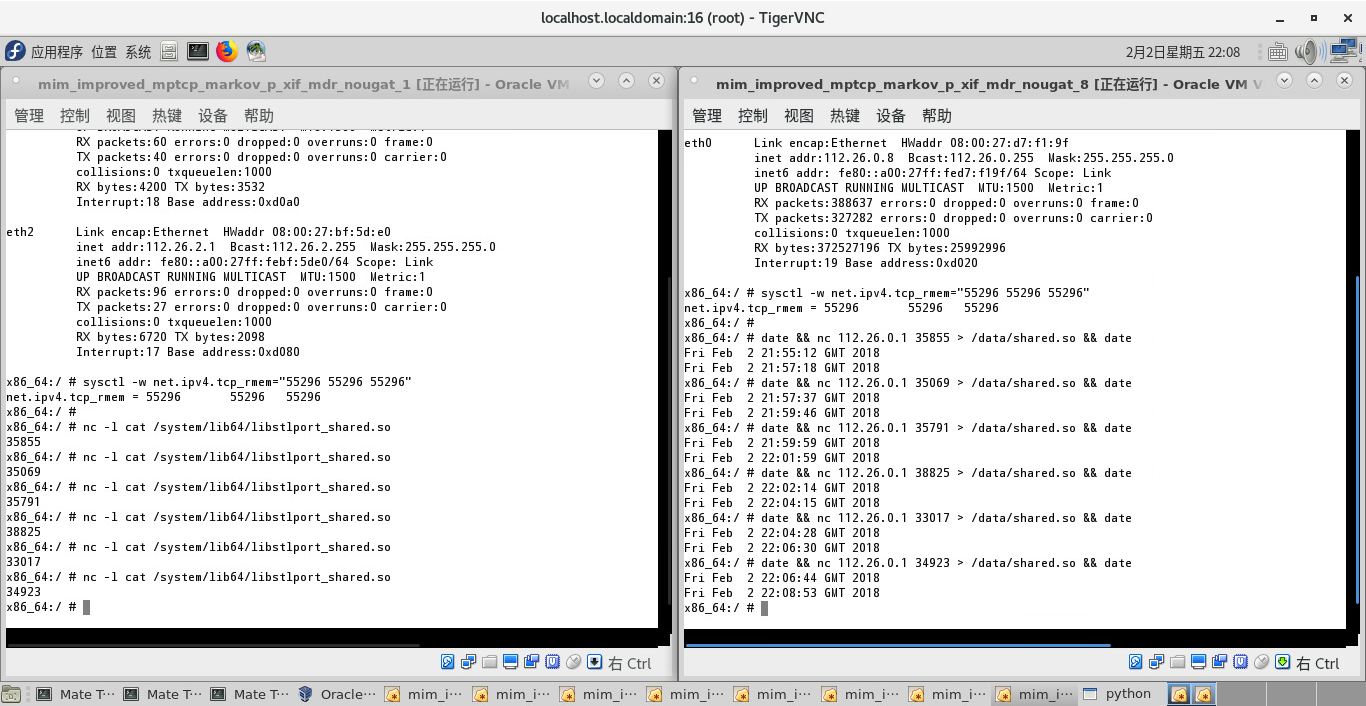 localhost.localdomain:16 (root) - TigerVNC
应用程序 位置 系统
2月2日星期五 22:08
mim_improved_mptcp_markov_p_xif_mdr_nougat_1 [正在运行] - Oracle VM
管理 控制 视图 热键 设备 帮助
RX packets:60 errors:0 dropped:0 overruns:0 frame:0
TX packets:40 errors:0 dropped:0 overruns:0 carrier:0
collisions:0 txqueuelen:1000
RX bytes:4200 TX bytes:3532
Interrupt:18 Base address:0xd0a0
eth2 Link encap:Ethernet HWaddr 08:00:27:bf:5d:e0
inet addr:112.26.2.1 Bcast:112.26.2.255 Mask:255.255.255.0
inet6 addr: fe80::a00:27ff:febf:5de0/64 Scope: Link
UP BROADCAST RUNNING MULTICAST MTU:1500 Metric:1
RX packets:96 errors:0 dropped:0 overruns:0 frame:0
TX packets:27 errors:0 dropped:0 overruns:0 carrier:0
collisions:0 txqueuelen:1000
RX bytes:6720 TX bytes:2098
Interrupt:17 Base address:0xd080
x86_64:/ # sysctl -w net.ipv4.tcp_rmem="55296 55296 55296"
net.ipv4.tcp_rmem = 55296 55296 55296
x86_64:/ #
x86_64:/ # nc -l cat /system/lib64/libstlport_shared.so
35855
x86_64:/ # nc -l cat /system/lib64/libstlport_shared.so
35069
x86_64:/ # nc -l cat /system/lib64/libstlport_shared.so
35791
x86_64:/ # nc -l cat /system/lib64/libstlport_shared.so
38825
x86_64:/ # nc -l cat /system/lib64/libstlport_shared.so
33017
x86_64:/ # nc -l cat /system/lib64/libstlport_shared.so
34923
x86_64:/ #
右 Ctrl
mim_improved_mptcp_markov_p_xif_mdr_nougat_8 [正在运行] - Oracle VM V
管理 控制 视图 热键 设备 帮助
eth0 Link encap:Ethernet HWaddr 08:00:27:d7:f1:9f
inet addr:112.26.0.8 Bcast:112.26.0.255 Mask:255.255.255.0
inet6 addr: fe80::a00:27ff:fed7:f19f/64 Scope: Link
UP BROADCAST RUNNING MULTICAST MTU:1500 Metric:1
RX packets:388637 errors:0 dropped:0 overruns:0 frame:0
TX packets:327282 errors:0 dropped:0 overruns:0 carrier:0
collisions:0 txqueuelen:1000
RX bytes:372527196 TX bytes:25992996
Interrupt:19 Base address:0xd020
x86_64:/ # sysctl -w net.ipv4.tcp_rmem="55296 55296 55296"
net.ipv4.tcp_rmem = 55296 55296 55296
x86_64:/ #
x86_64:/ # date && nc 112.26.0.1 35855 > /data/shared.so && date
Fri Feb 2 21:55:12 GMT 2018
Fri Feb 2 21:57:18 GMT 2018
x86_64:/ # date && nc 112.26.0.1 35069 > /data/shared.so && date
Fri Feb 2 21:57:37 GMT 2018
Fri Feb 2 21:59:46 GMT 2018
x86_64:/ # date && nc 112.26.0.1 35791 > /data/shared.so && date
Fri Feb 2 21:59:59 GMT 2018
Fri Feb 2 22:01:59 GMT 2018
x86_64:/ # date && nc 112.26.0.1 38825 > /data/shared.so && date
Fri Feb 2 22:02:14 GMT 2018
Fri Feb 2 22:04:15 GMT 2018
x86_64:/ # date && nc 112.26.0.1 33017 > /data/shared.so && date
Fri Feb 2 22:04:28 GMT 2018
Fri Feb 2 22:06:30 GMT 2018
x86_64:/ # date && nc 112.26.0.1 34923 > /data/shared.so && date
Fri Feb 2 22:06:44 GMT 2018
Fri Feb 2 22:08:53 GMT 2018
x86_64:/ #
右 Ctrl
Mate T… Mate T… Mate T… Oracle… mim_i… mim_i… mim_i… mim_i… mim_i… mim_i… mim_i… mim_i… python